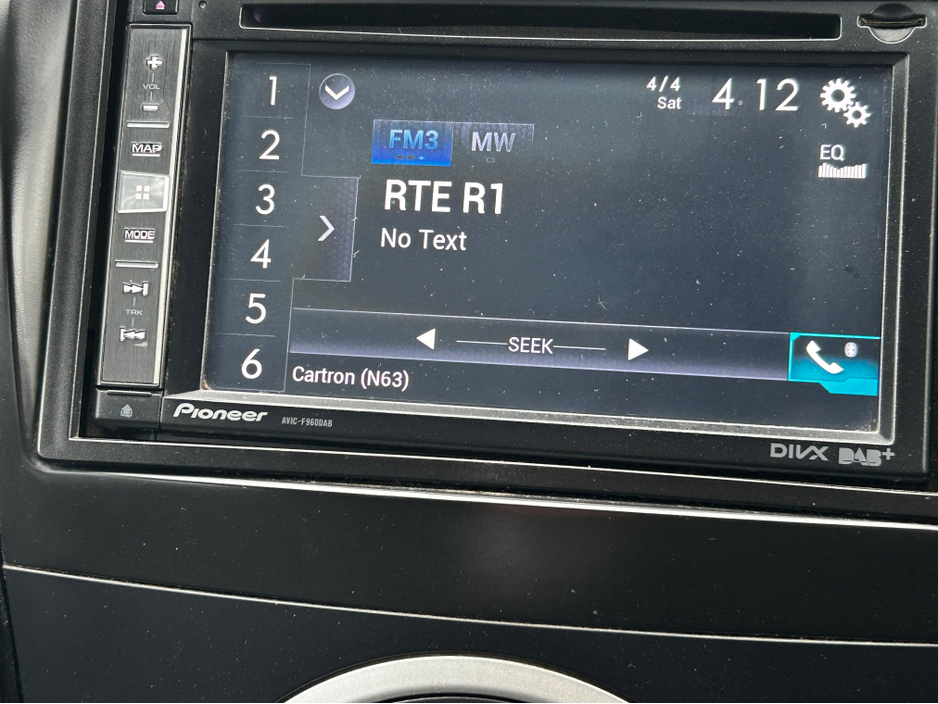 VOL
MAP
MODE
TRK
1
2
3
4
5
6
4/4
Sat
4 12
FM3 MW
EQ
RTE R1
No Text
SEEK
Cartron (N63)
Pioneer AVIC-F960DAB
DIVX DAB+